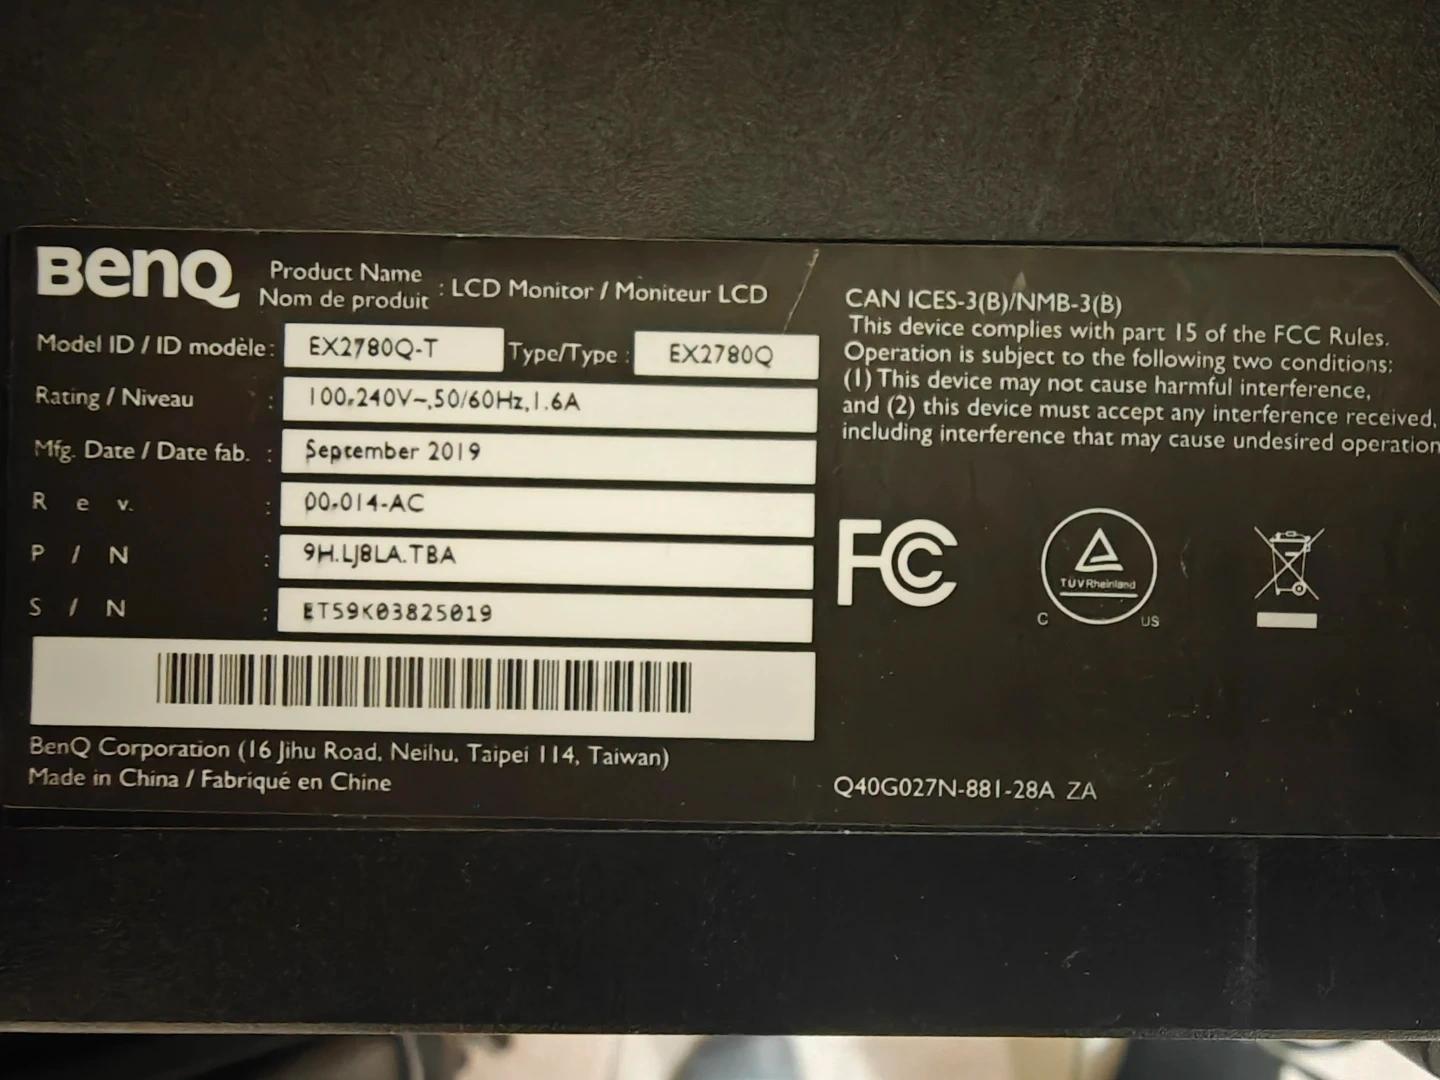 BenQ
Product Name
Nom de produit : LCD Monitor / Moniteur LCD
Model ID / ID modèle: EX2780Q-T Type/Type : EX2780Q
Rating / Niveau : 100-240V~,50/60Hz,1.6A
Mfg. Date / Date fab. : September 2019
Rev. : 00-014-AC
P / N : 9H.LJ8LA.TBA
S / N : ET59K03825019
BenQ Corporation (16 Jihu Road, Neihu, Taipei 114, Taiwan)
Made in China / Fabriqué en Chine
CAN ICES-3(B)/NMB-3(B)
This device complies with part 15 of the FCC Rules.
Operation is subject to the following two conditions:
(1) This device may not cause harmful interference,
and (2) this device must accept any interference received,
including interference that may cause undesired operation
FC
TÜVRheinland
C US
Q40G027N-881-28A ZA